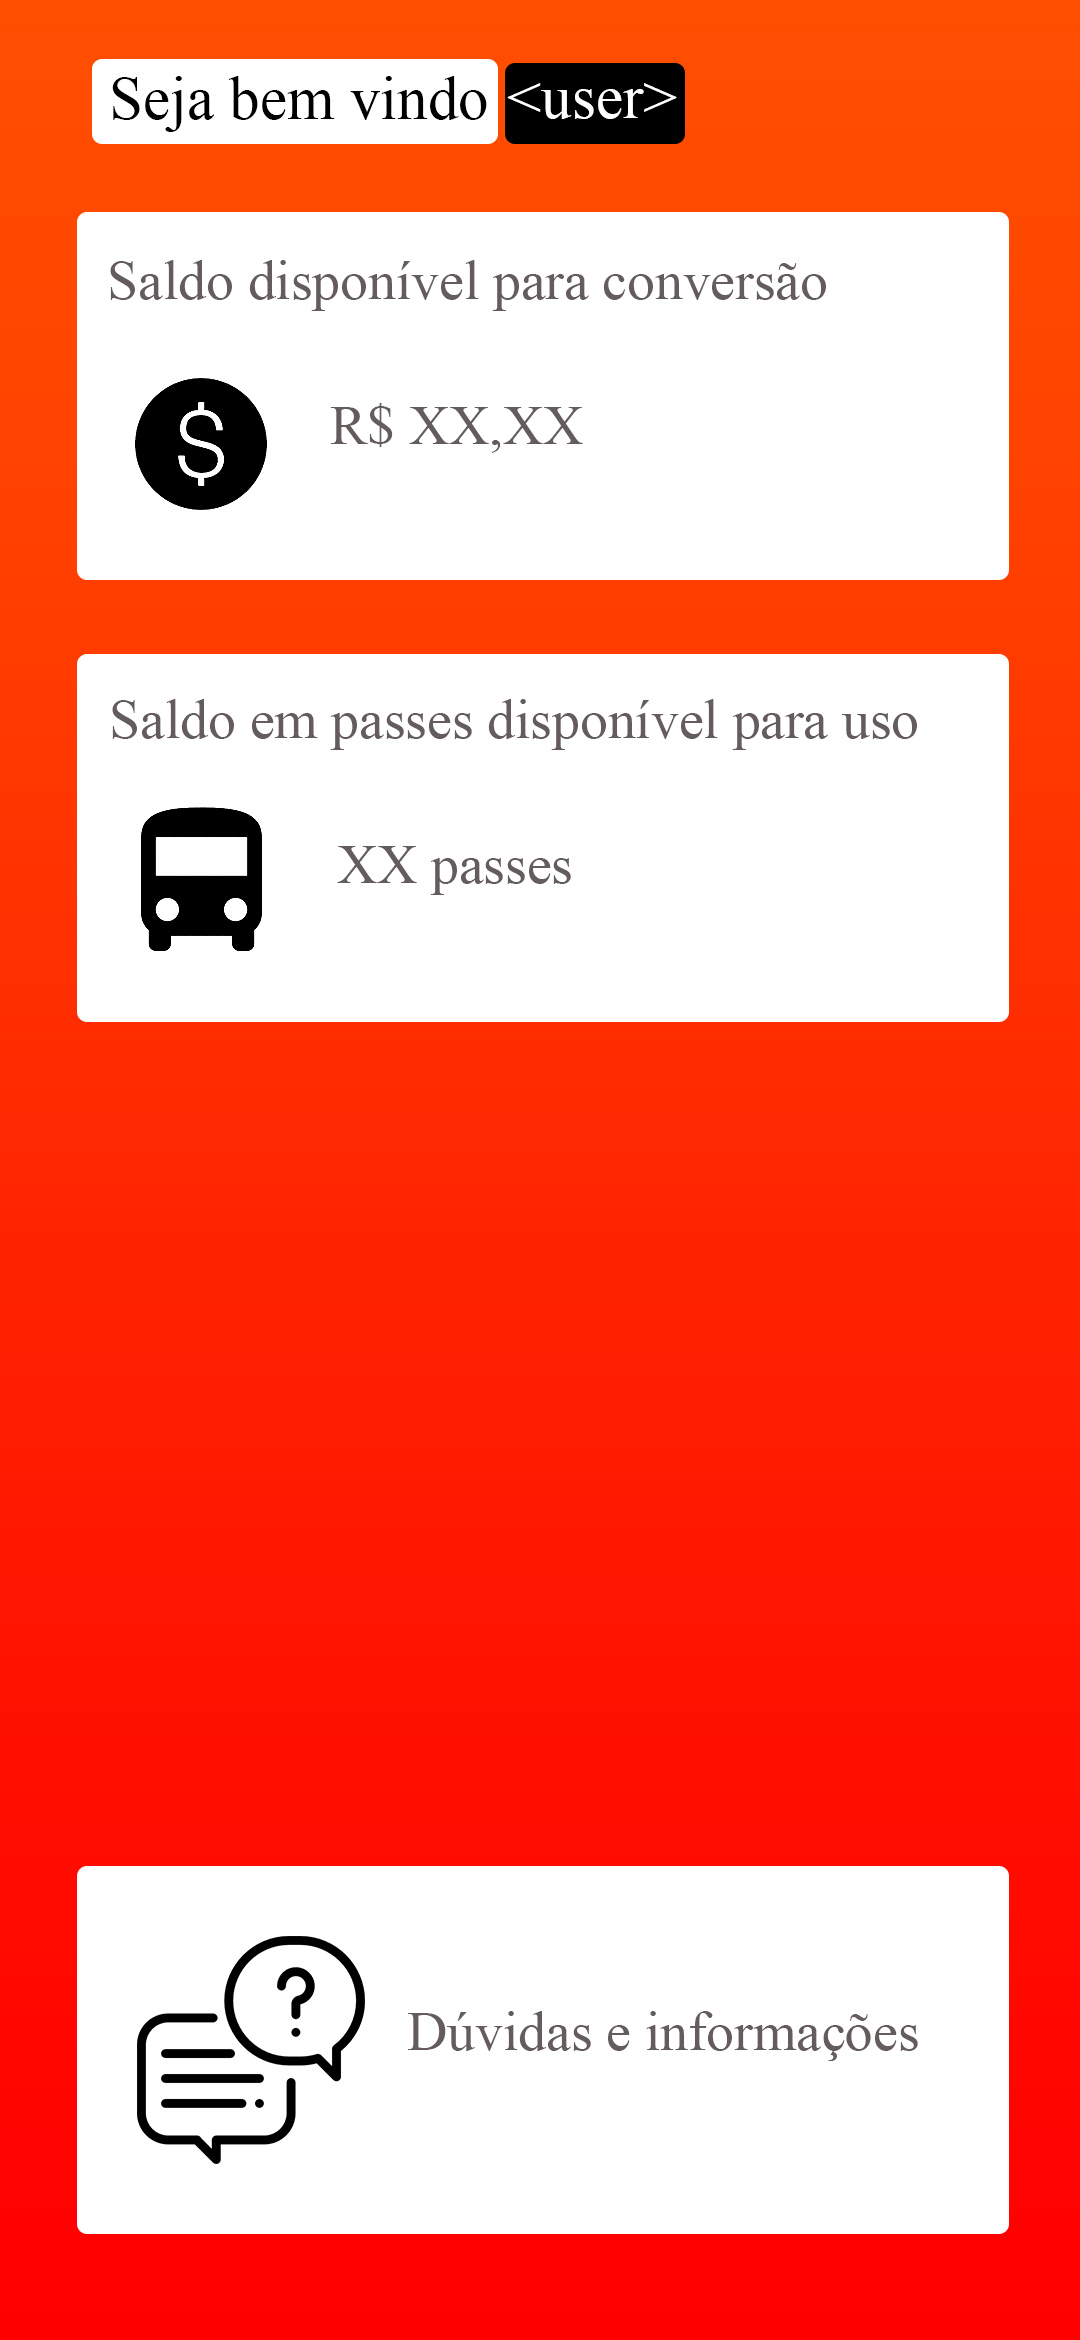 Seja bem vindo <user>
Saldo disponível para conversão
R$ XX,XX
Saldo em passes disponível para uso
XX passes
Dúvidas e informações